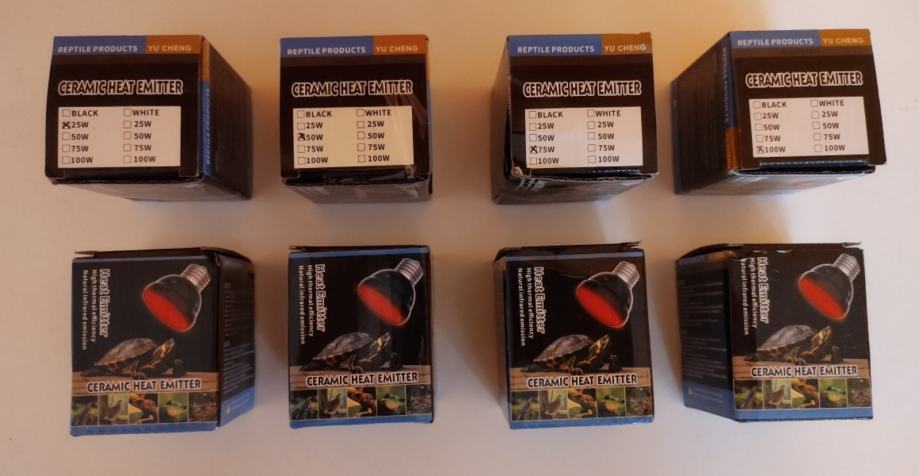 REPTILE PRODUCTS YU CHENG
CERAMIC HEAT EMITTER
BLACK WHITE
25W 25W
50W 50W
75W 75W
100W 100W
REPTILE PRODUCTS
REPTILE PRODUCTS YU CHENG
CERAMIC HEAT EMITTER
BLACK WHITE
25W 25W
50W 50W
75W 75W
100W 100W
REPTILE PRODUCTS YU CHENG
CERAMIC HEAT EMITTER
BLACK WHITE
25W 25W
50W 50W
75W 75W
100W 100W
REPTILE PRODUCTS YU CHENG
CERAMIC HEAT EMITTER
BLACK WHITE
25W 25W
50W 50W
75W 75W
100W 100W
Heat Emitter
High thermal efficiency
Natural infrared emission
CERAMIC HEAT EMITTER
Heat Emitter
High thermal efficiency
Natural infrared emission
CERAMIC HEAT EMITTER
Heat Emitter
High thermal efficiency
Natural infrared emission
CERAMIC HEAT EMITTER
Heat Emitter
High thermal efficiency
Natural infrared emission
CERAMIC HEAT EMITTER